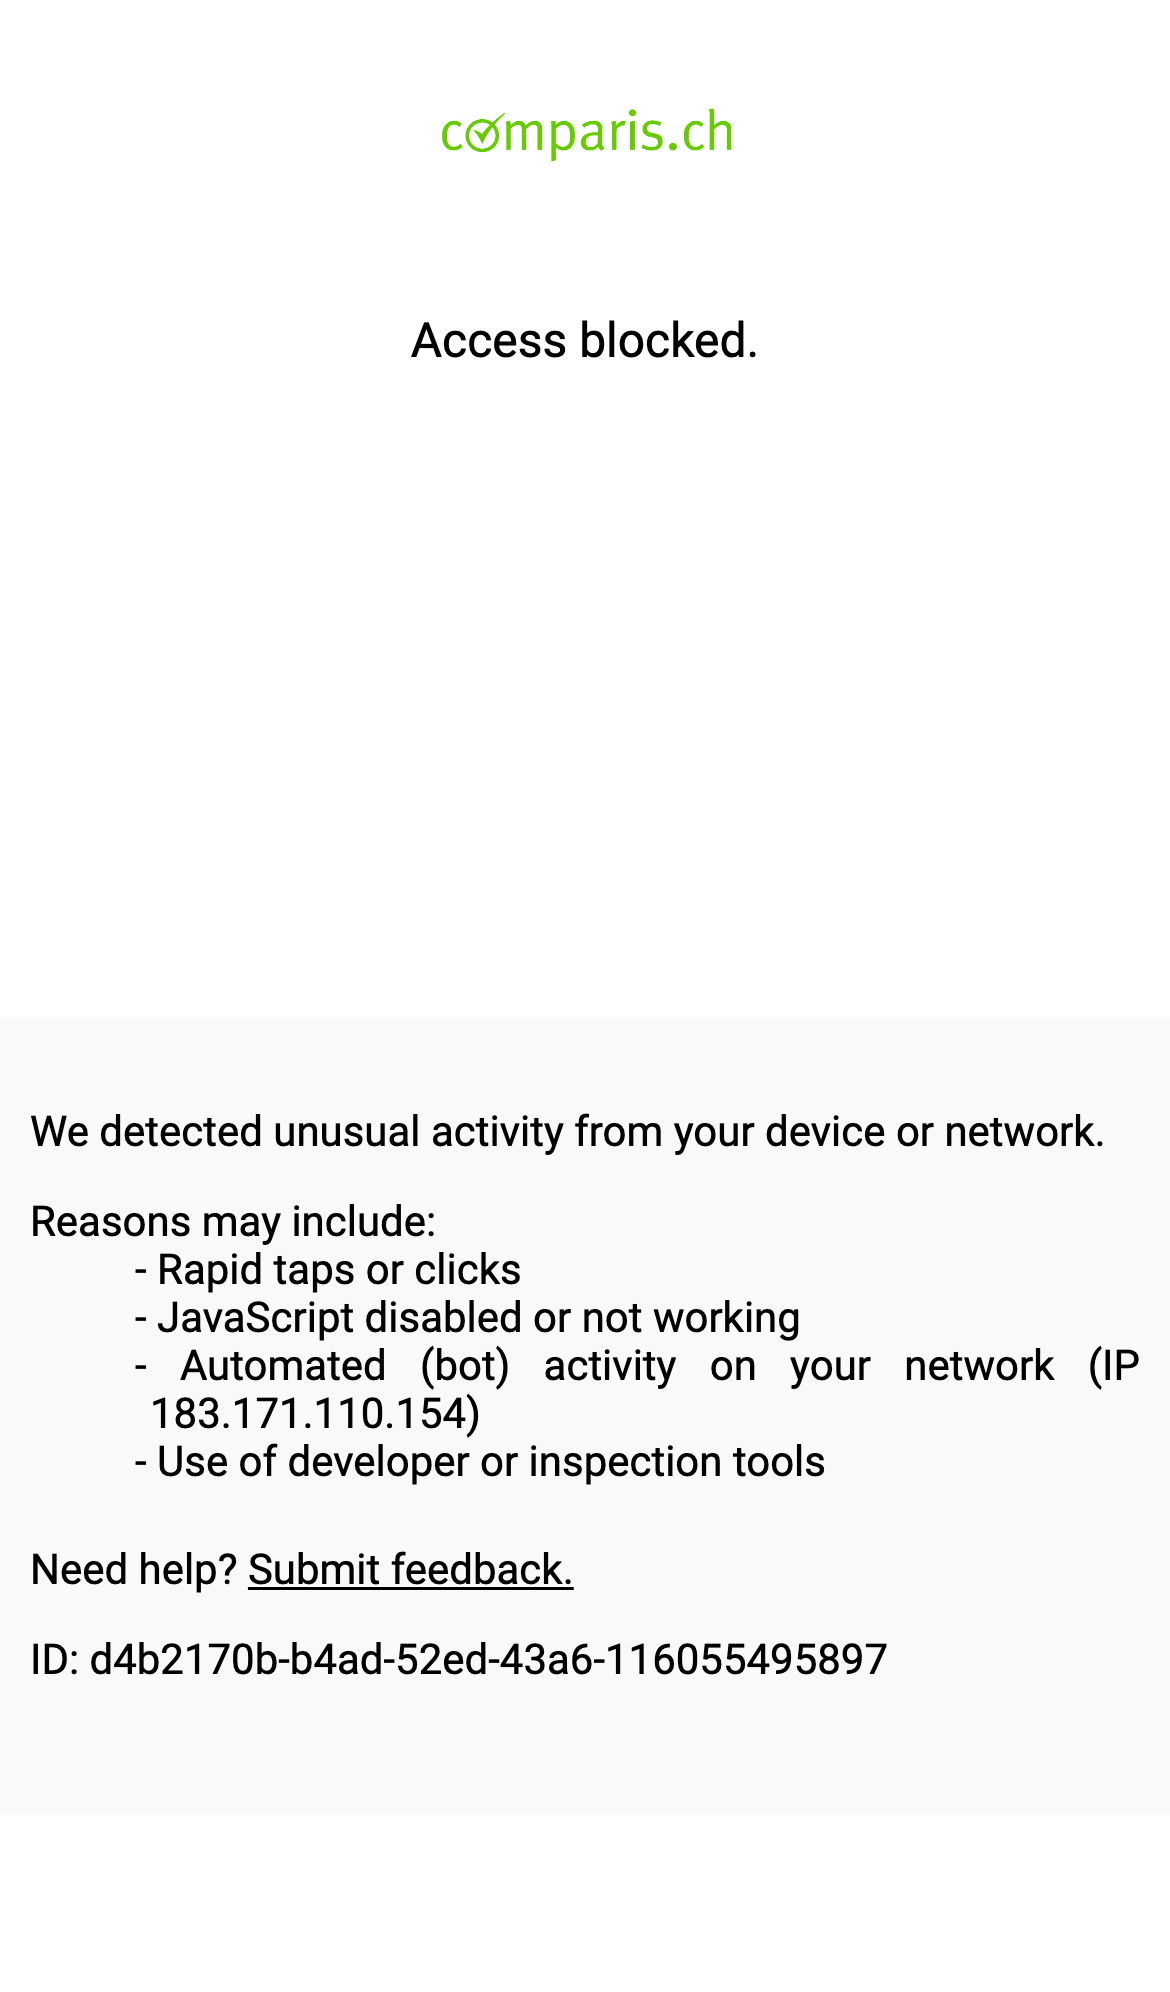 comparis.ch
Access blocked.
We detected unusual activity from your device or network.
Reasons may include:
- Rapid taps or clicks
- JavaScript disabled or not working
- Automated (bot) activity on your network (IP
183.171.110.154)
- Use of developer or inspection tools
Need help? Submit feedback.
ID: d4b2170b-b4ad-52ed-43a6-116055495897